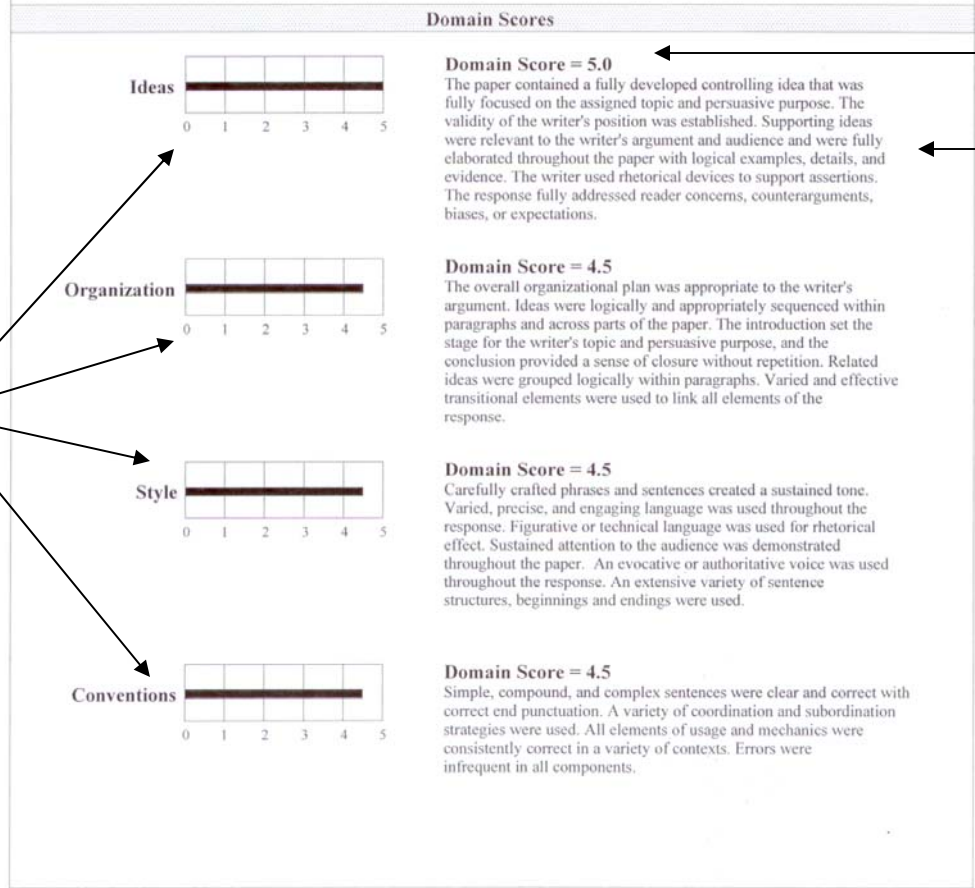 Domain Scores
Ideas
0 1 2 3 4 5
Domain Score = 5.0
The paper contained a fully developed controlling idea that was
fully focused on the assigned topic and persuasive purpose. The
validity of the writer's position was established. Supporting ideas
were relevant to the writer's argument and audience and were fully
elaborated throughout the paper with logical examples, details, and
evidence. The writer used rhetorical devices to support assertions.
The response fully addressed reader concerns, counterarguments,
biases, or expectations.
Organization
0 1 2 3 4 5
Domain Score = 4.5
The overall organizational plan was appropriate to the writer's
argument. Ideas were logically and appropriately sequenced within
paragraphs and across parts of the paper. The introduction set the
stage for the writer's topic and persuasive purpose, and the
conclusion provided a sense of closure without repetition. Related
ideas were grouped logically within paragraphs. Varied and effective
transitional elements were used to link all elements of the
response.
Style
0 1 2 3 4 5
Domain Score = 4.5
Carefully crafted phrases and sentences created a sustained tone.
Varied, precise, and engaging language was used throughout the
response. Figurative or technical language was used for rhetorical
effect. Sustained attention to the audience was demonstrated
throughout the paper. An evocative or authoritative voice was used
throughout the response. An extensive variety of sentence
structures, beginnings and endings were used.
Conventions
0 1 2 3 4 5
Domain Score = 4.5
Simple, compound, and complex sentences were clear and correct with
correct end punctuation. A variety of coordination and subordination
strategies were used. All elements of usage and mechanics were
consistently correct in a variety of contexts. Errors were
infrequent in all components.